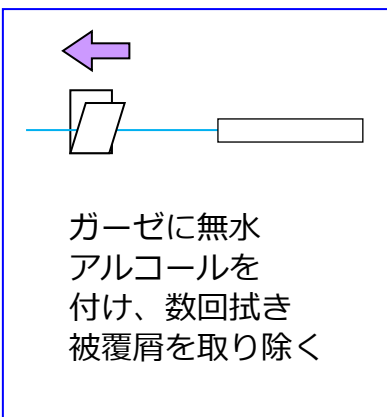 ガーゼに無水
アルコールを
付け、数回拭き
被覆屑を取り除く